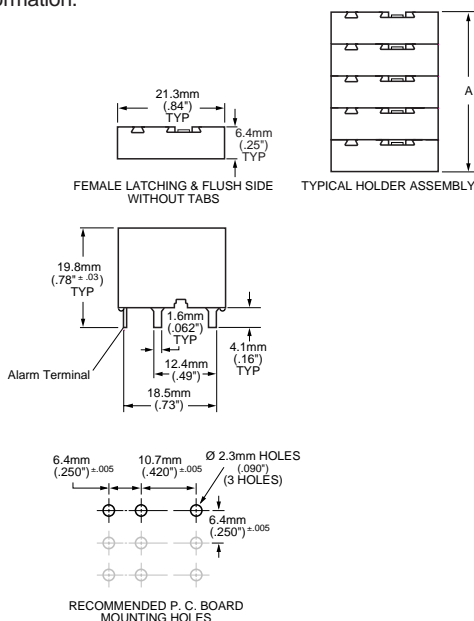 ormation.
A
21.3mm
(.84")
TYP
6.4mm
(.25")
TYP
FEMALE LATCHING & FLUSH SIDE
WITHOUT TABS
TYPICAL HOLDER ASSEMBLY
19.8mm
(.78" ± .03)
TYP
1.6mm
(.062")
TYP
4.1mm
(.16")
TYP
12.4mm
(.49")
Alarm Terminal
18.5mm
(.73")
6.4mm
(.250") ±.005
10.7mm
(.420") ±.005
Ø 2.3mm HOLES
(.090")
(3 HOLES)
6.4mm
(.250") ±.005
RECOMMENDED P. C. BOARD
MOUNTING HOLES